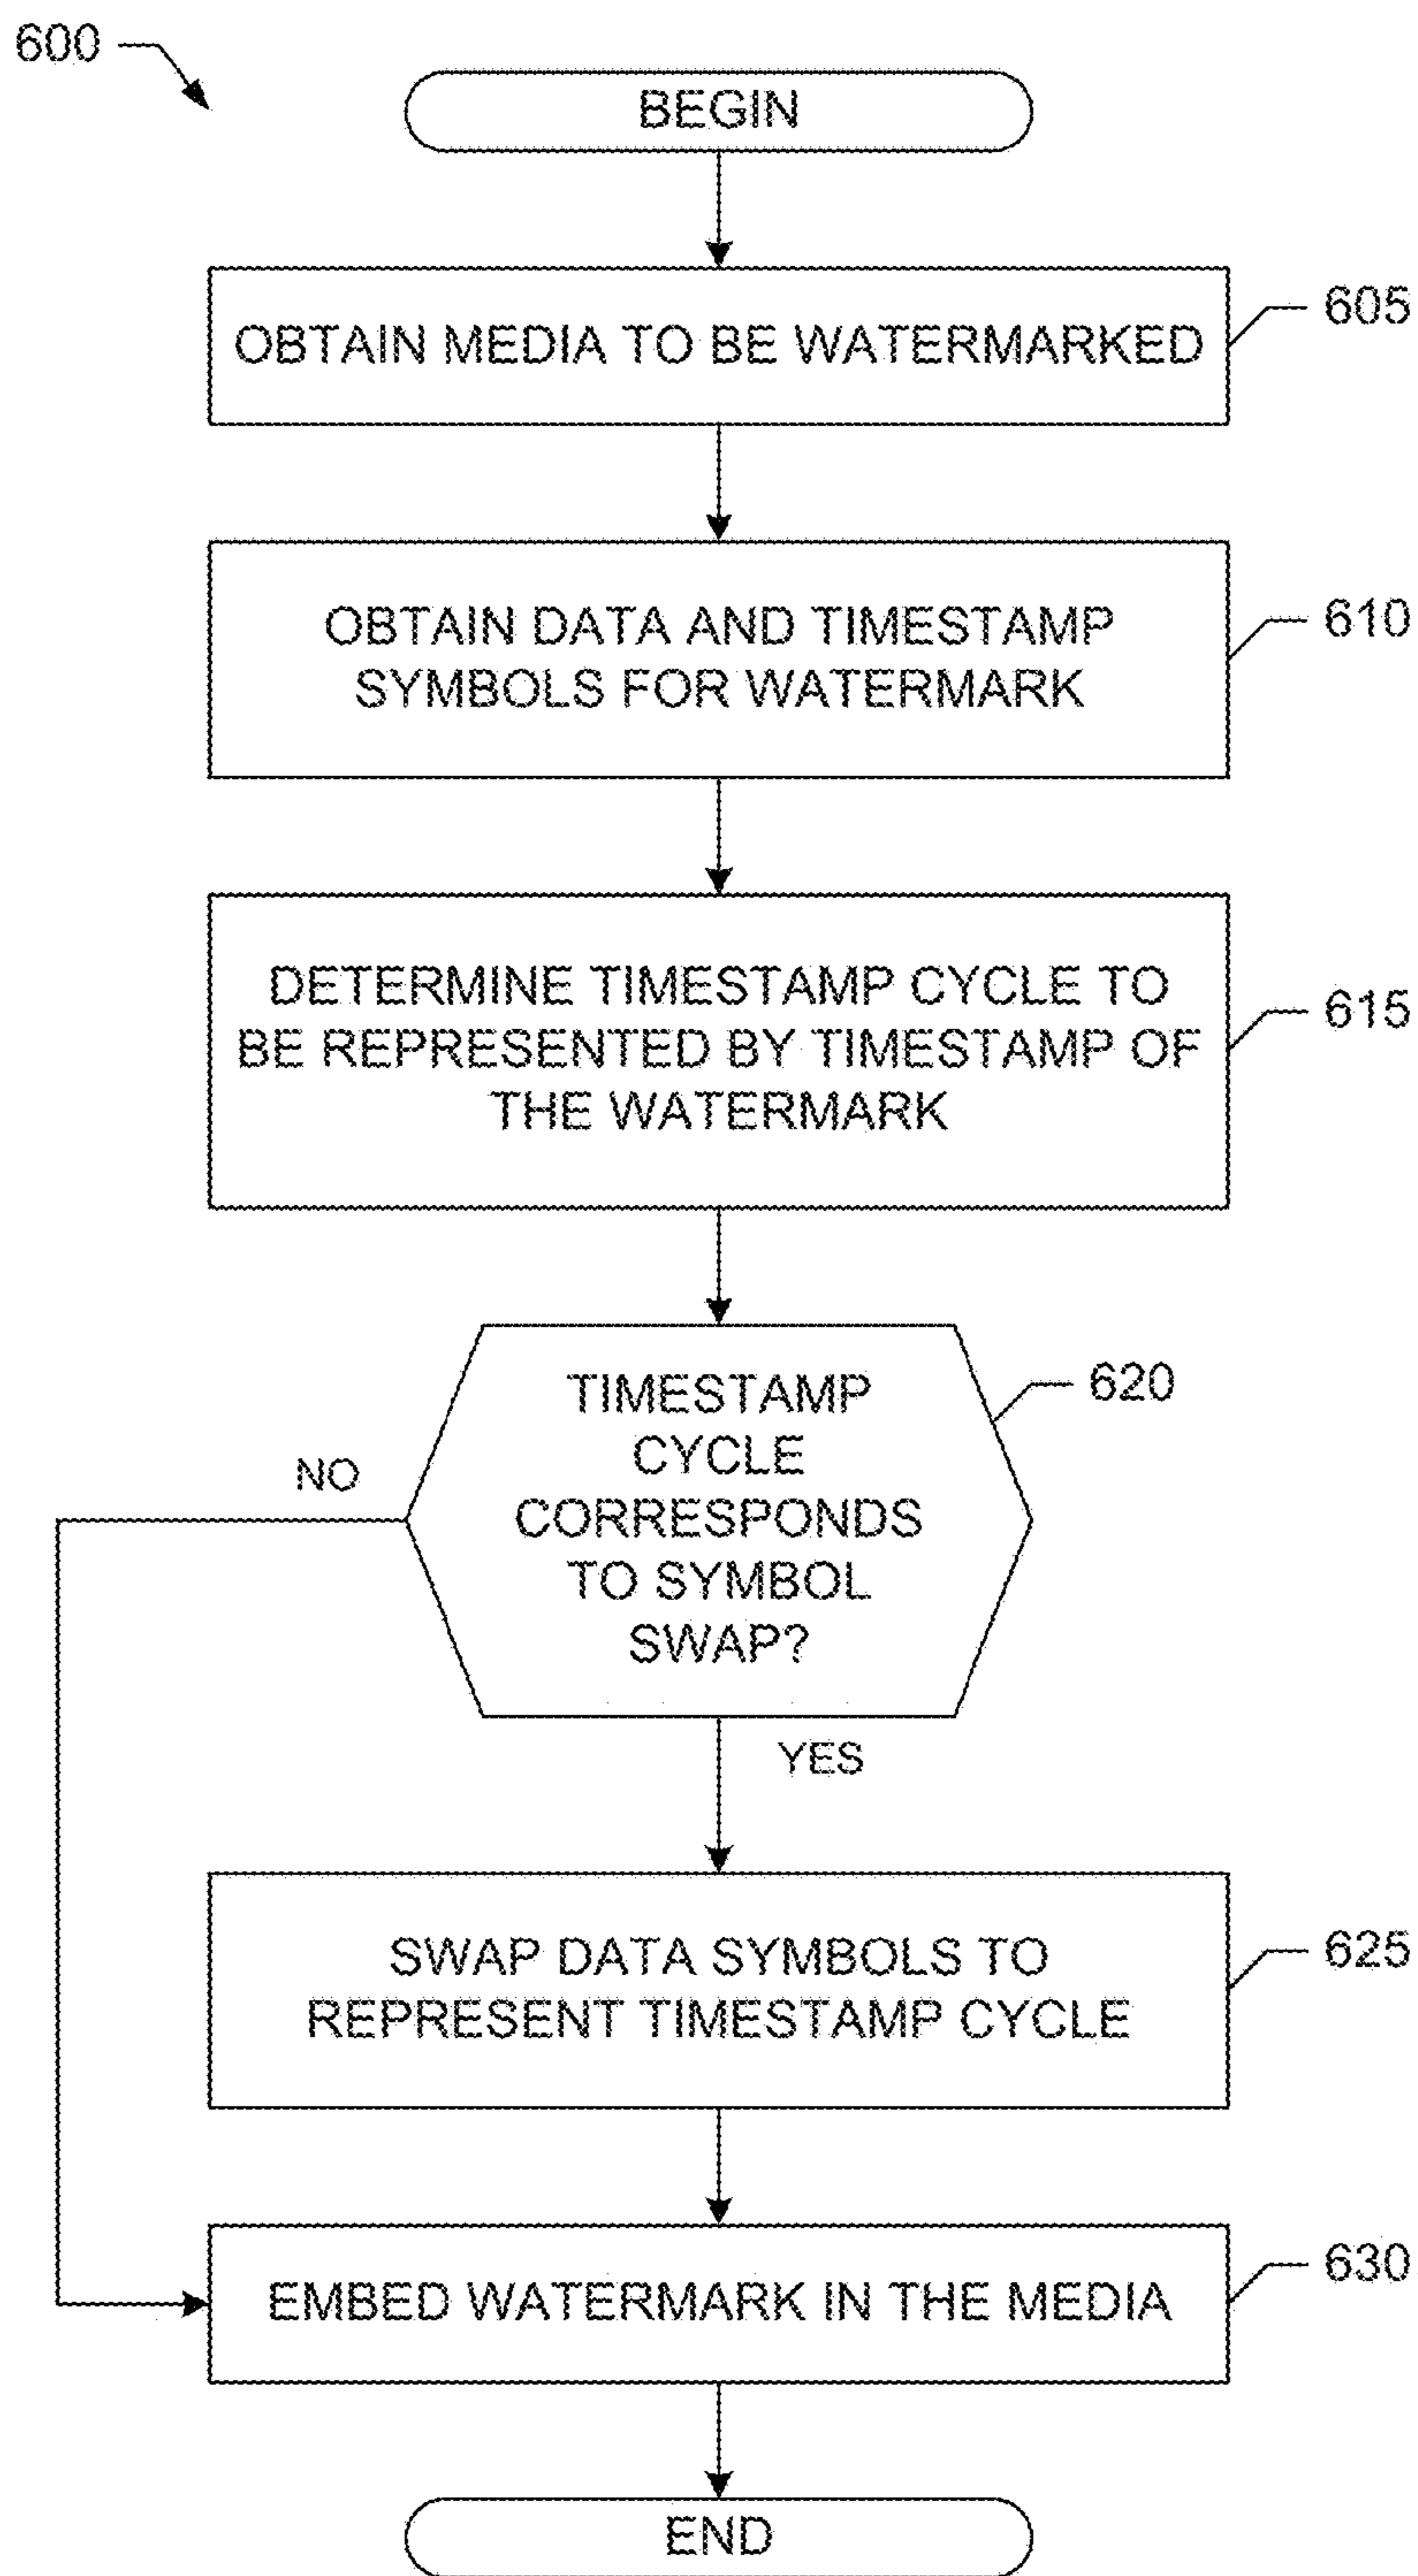 600
BEGIN
OBTAIN MEDIA TO BE WATERMARKED
605
OBTAIN DATA AND TIMESTAMP
SYMBOLS FOR WATERMARK
610
DETERMINE TIMESTAMP CYCLE TO
BE REPRESENTED BY TIMESTAMP OF
THE WATERMARK
615
TIMESTAMP
CYCLE
CORRESPONDS
TO SYMBOL
SWAP?
620
NO
YES
SWAP DATA SYMBOLS TO
REPRESENT TIMESTAMP CYCLE
625
EMBED WATERMARK IN THE MEDIA
630
END